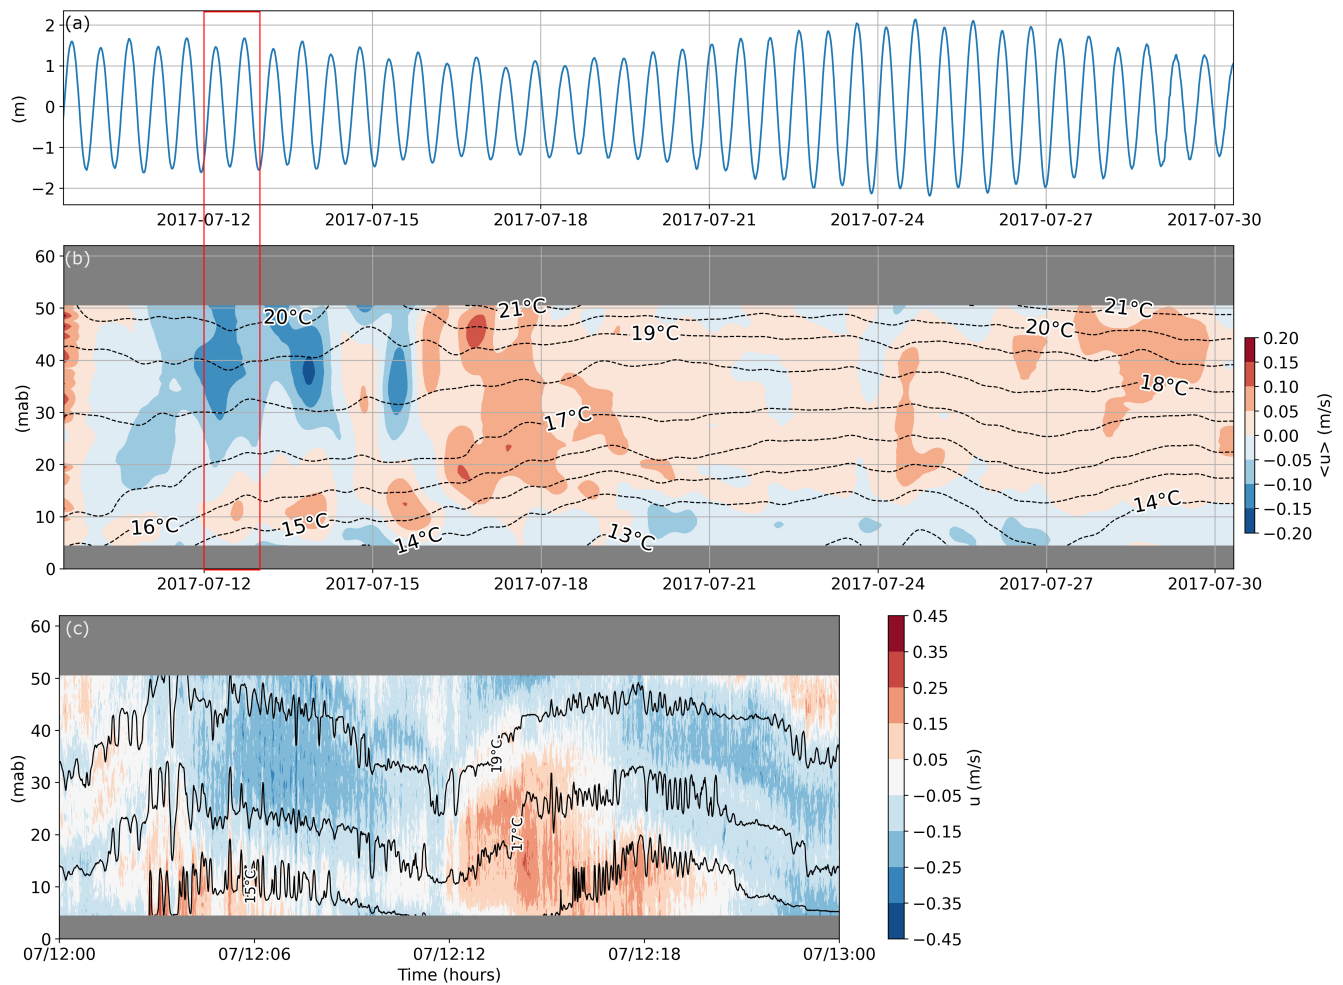 (a)
2
1
0
−1
−2
(m)
2017-07-12 2017-07-15 2017-07-18 2017-07-21 2017-07-24 2017-07-27 2017-07-30
(b)
60
50
40
30
20
10
0
(mab)
20°C
21°C
19°C
20°C
21°C
18°C
17°C
16°C
15°C
14°C
13°C
14°C
2017-07-12 2017-07-15 2017-07-18 2017-07-21 2017-07-24 2017-07-27 2017-07-30
0.20
0.15
0.10
0.05
0.00
−0.05
−0.10
−0.15
−0.20
<u> (m/s)
(c)
60
50
40
30
20
10
0
(mab)
19°C
17°C
15°C
07/12:00 07/12:06 07/12:12 07/12:18 07/13:00
Time (hours)
0.45
0.35
0.25
0.15
0.05
−0.05
−0.15
−0.25
−0.35
−0.45
u (m/s)